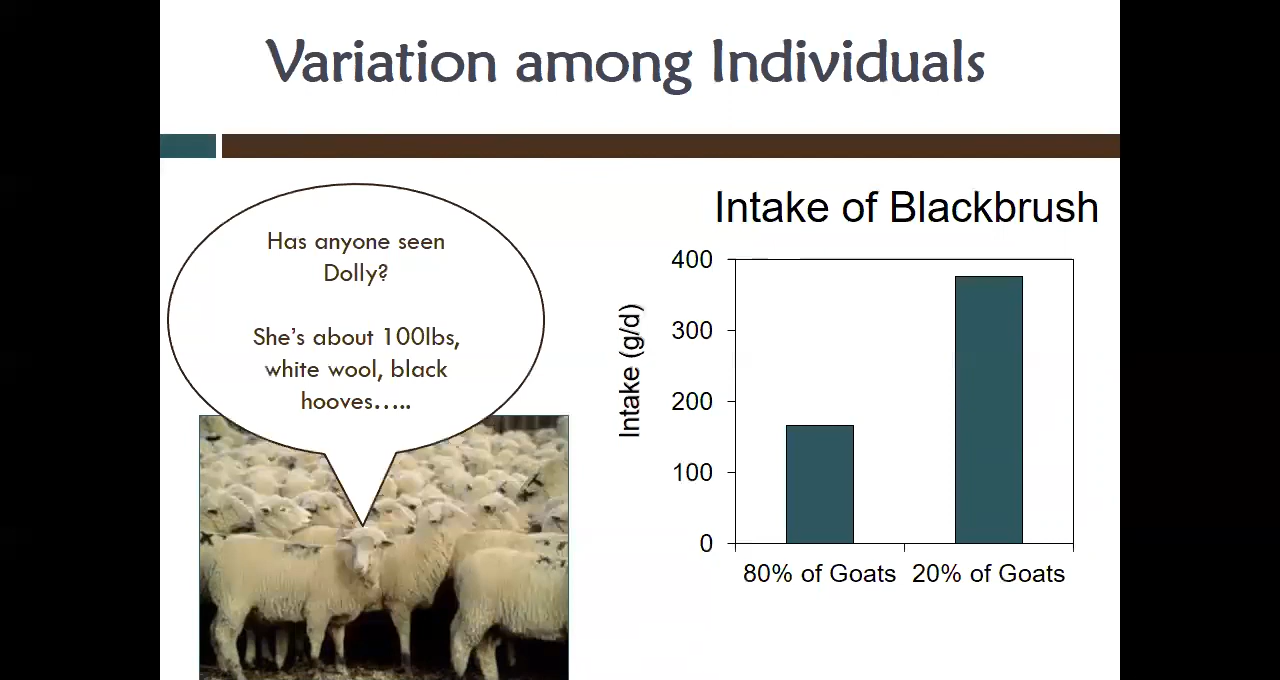 Variation among Individuals
Has anyone seen
Dolly?
She's about 100lbs,
white wool, black
hooves.....
Intake of Blackbrush
Intake (g/d)
400
300
200
100
0
80% of Goats
20% of Goats